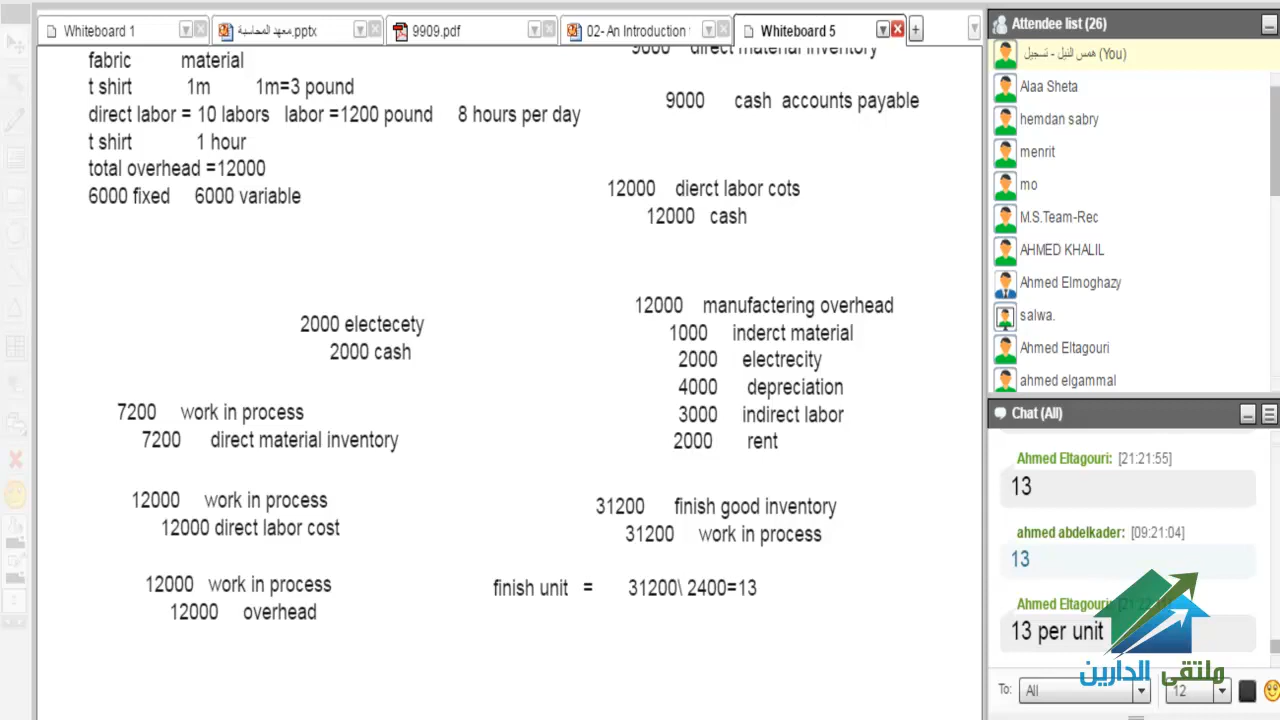 Whiteboard 1
معهد المحاسبة.pptx
9909.pdf
02- An Introduction
Whiteboard 5
+
fabric material
t shirt 1m 1m=3 pound
direct labor = 10 labors labor =1200 pound 8 hours per day
t shirt 1 hour
total overhead =12000
6000 fixed 6000 variable
9000 direct material inventory
9000 cash accounts payable
12000 dierct labor cots
12000 cash
2000 electecety
2000 cash
12000 manufactering overhead
1000 inderct material
2000 electrecity
4000 depreciation
3000 indirect labor
2000 rent
7200 work in process
7200 direct material inventory
12000 work in process
12000 direct labor cost
12000 work in process
12000 overhead
31200 finish good inventory
31200 work in process
finish unit = 31200\ 2400=13
Attendee list (26)
همس النيل - تسجيل (You)
Alaa Sheta
hemdan sabry
menrit
mo
M.S.Team-Rec
AHMED KHALIL
Ahmed Elmoghazy
salwa.
Ahmed Eltagouri
ahmed elgammal
Chat (All)
Ahmed Eltagouri: [21:21:55]
13
ahmed abdelkader: [09:21:04]
13
Ahmed Eltagouri:
13 per unit
ملتقى الدارين
To: All 12